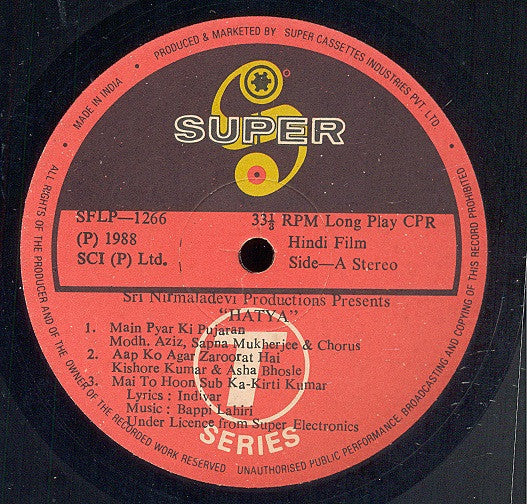 PRODUCED & MARKETED BY SUPER CASSETTES INDUSTRIES PVT. LTD.
MADE IN INDIA
SUPER
SFLP—1266
(P) 1988
SCI (P) Ltd.
33⅓ RPM Long Play CPR
Hindi Film
Side—A Stereo
Sri Nirmaladevi Productions Presents
"HATYA"
1. Main Pyar Ki Pujaran
Modh. Aziz, Sapna Mukherjee & Chorus
2. Aap Ko Agar Zaroorat Hai
Kishore Kumar & Asha Bhosle
3. Mai To Hoon Sub Ka-Kirti Kumar
Lyrics : Indivar
Music : Bappi Lahiri
Under Licence from Super Electronics
T
SERIES
ALL RIGHTS OF THE PRODUCER AND OF THE OWNER OF THE RECORDED WORK RESERVED
UNAUTHORISED PUBLIC PERFORMANCE, BROADCASTING AND COPYING OF THIS RECORD PROHIBITED